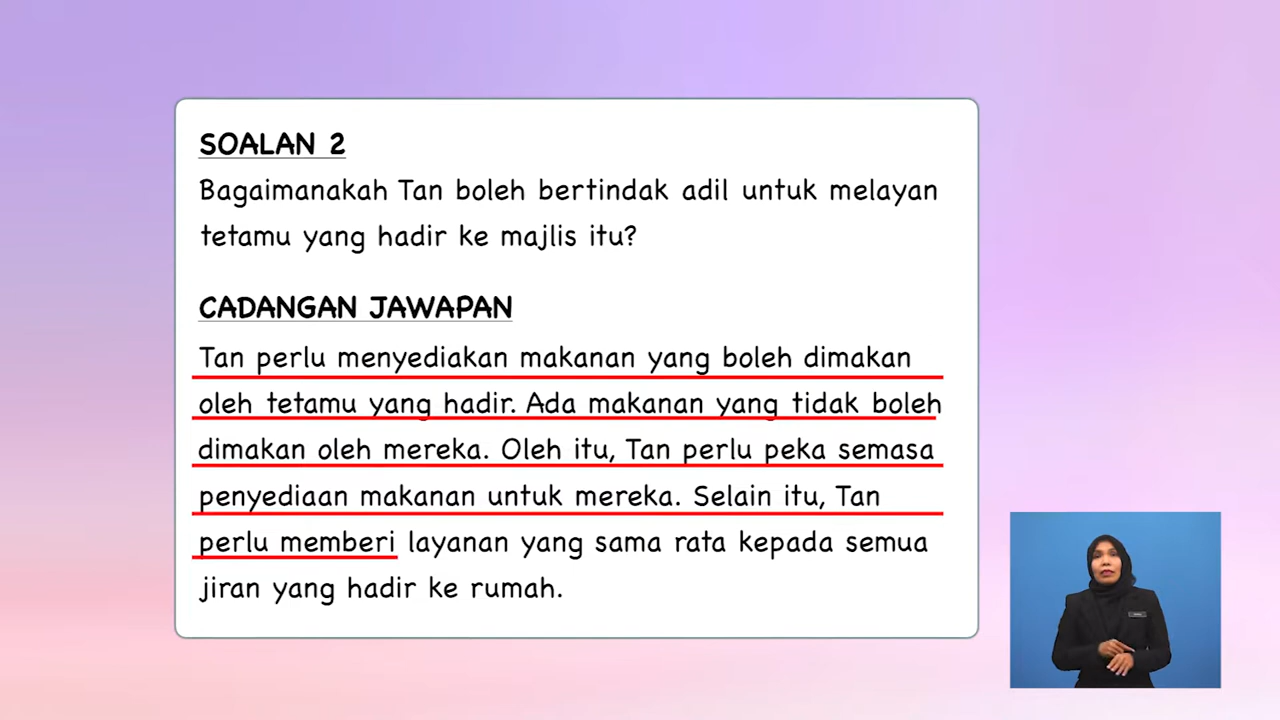 SOALAN 2
Bagaimanakah Tan boleh bertindak adil untuk melayan
tetamu yang hadir ke majlis itu?
CADANGAN JAWAPAN
Tan perlu menyediakan makanan yang boleh dimakan
oleh tetamu yang hadir. Ada makanan yang tidak boleh
dimakan oleh mereka. Oleh itu, Tan perlu peka semasa
penyediaan makanan untuk mereka. Selain itu, Tan
perlu memberi layanan yang sama rata kepada semua
jiran yang hadir ke rumah.